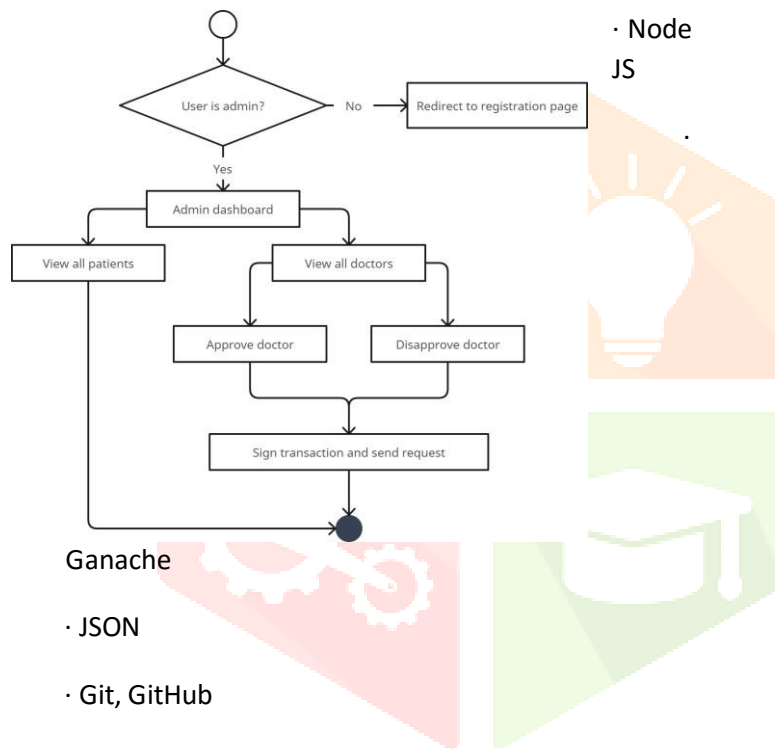 · Node
JS
·
User is admin?
No
Redirect to registration page
Yes
Admin dashboard
View all patients
View all doctors
Approve doctor
Disapprove doctor
Sign transaction and send request
Ganache
· JSON
· Git, GitHub